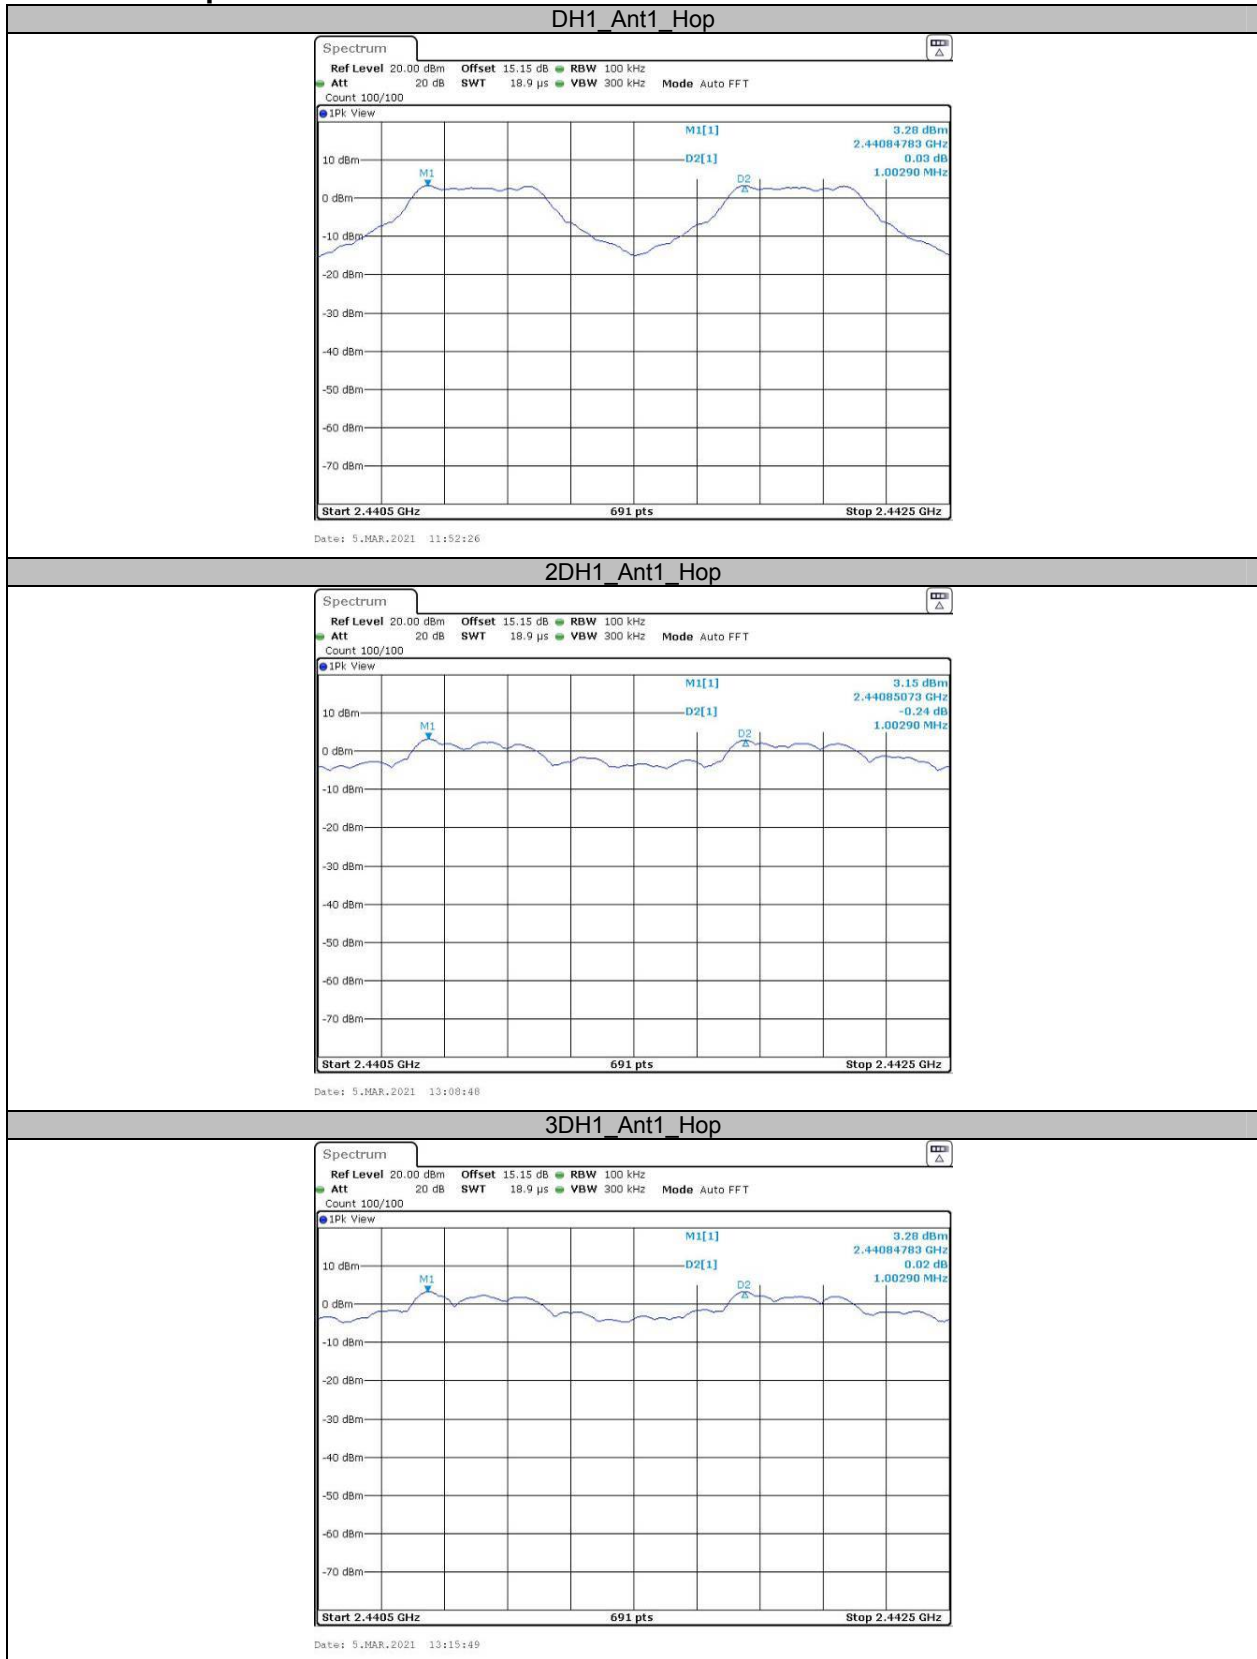 DH1_Ant1_Hop
Spectrum
Ref Level 20.00 dBm Offset 15.15 dB RBW 100 kHz
Att 20 dB SWT 18.9 µs VBW 300 kHz Mode Auto FFT
Count 100/100
1Pk View
M1[1] 3.28 dBm
2.44084783 GHz
10 dBm D2[1] 0.03 dB
1.00290 MHz
M1 D2
0 dBm
-10 dBm
-20 dBm
-30 dBm
-40 dBm
-50 dBm
-60 dBm
-70 dBm
Start 2.4405 GHz 691 pts Stop 2.4425 GHz
Date: 5.MAR.2021 11:52:26
2DH1_Ant1_Hop
Spectrum
Ref Level 20.00 dBm Offset 15.15 dB RBW 100 kHz
Att 20 dB SWT 18.9 µs VBW 300 kHz Mode Auto FFT
Count 100/100
1Pk View
M1[1] 3.15 dBm
2.44085073 GHz
10 dBm D2[1] -0.24 dB
1.00290 MHz
M1 D2
0 dBm
-10 dBm
-20 dBm
-30 dBm
-40 dBm
-50 dBm
-60 dBm
-70 dBm
Start 2.4405 GHz 691 pts Stop 2.4425 GHz
Date: 5.MAR.2021 13:08:48
3DH1_Ant1_Hop
Spectrum
Ref Level 20.00 dBm Offset 15.15 dB RBW 100 kHz
Att 20 dB SWT 18.9 µs VBW 300 kHz Mode Auto FFT
Count 100/100
1Pk View
M1[1] 3.28 dBm
2.44084783 GHz
10 dBm D2[1] 0.02 dB
1.00290 MHz
M1 D2
0 dBm
-10 dBm
-20 dBm
-30 dBm
-40 dBm
-50 dBm
-60 dBm
-70 dBm
Start 2.4405 GHz 691 pts Stop 2.4425 GHz
Date: 5.MAR.2021 13:15:49